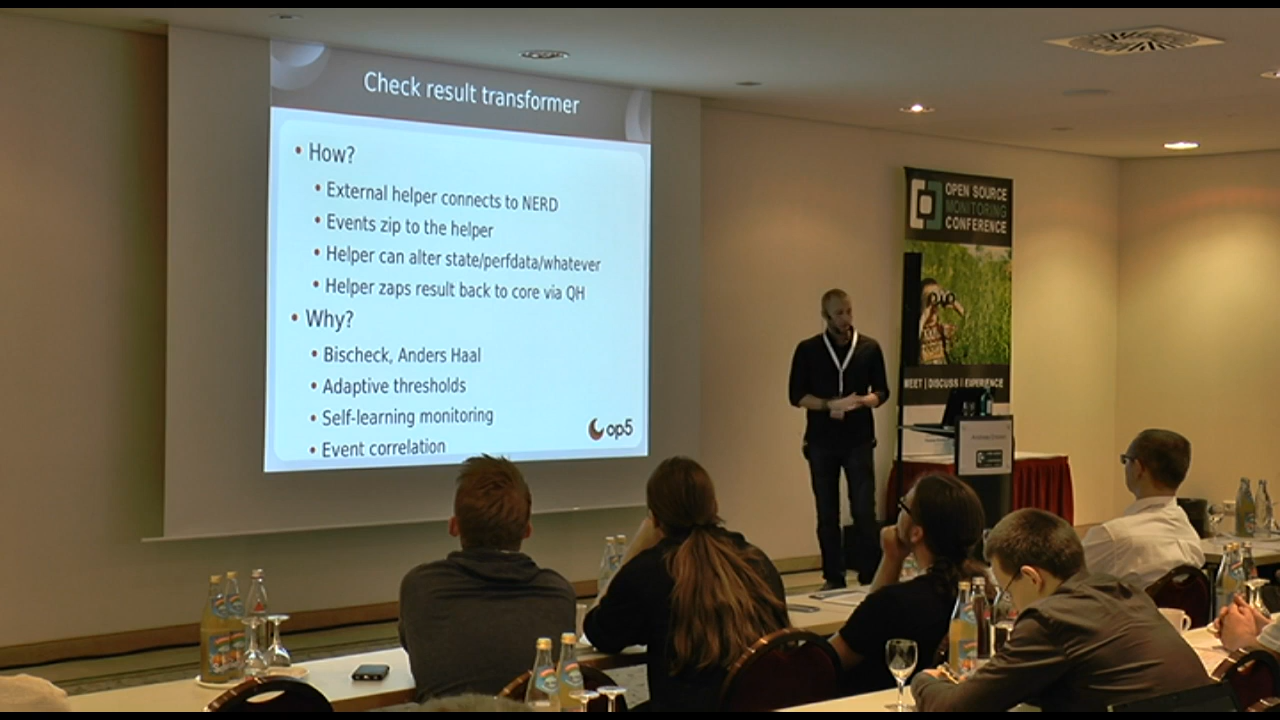 Check result transformer
• How?
• External helper connects to NERD
• Events zip to the helper
• Helper can alter state/perfdata/whatever
• Helper zaps result back to core via QH
• Why?
• Bischeck, Anders Haal
• Adaptive thresholds
• Self-learning monitoring
• Event correlation
op5
OPEN SOURCE
MONITORING
CONFERENCE
MEET | DISCUSS | EXPERIENCE